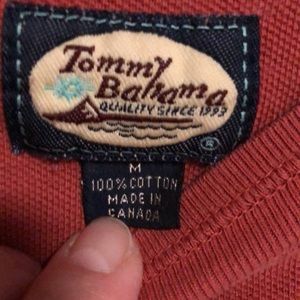 Tommy
Bahama
QUALITY SINCE 1993
®
M
100% COTTON
MADE IN
CANADA